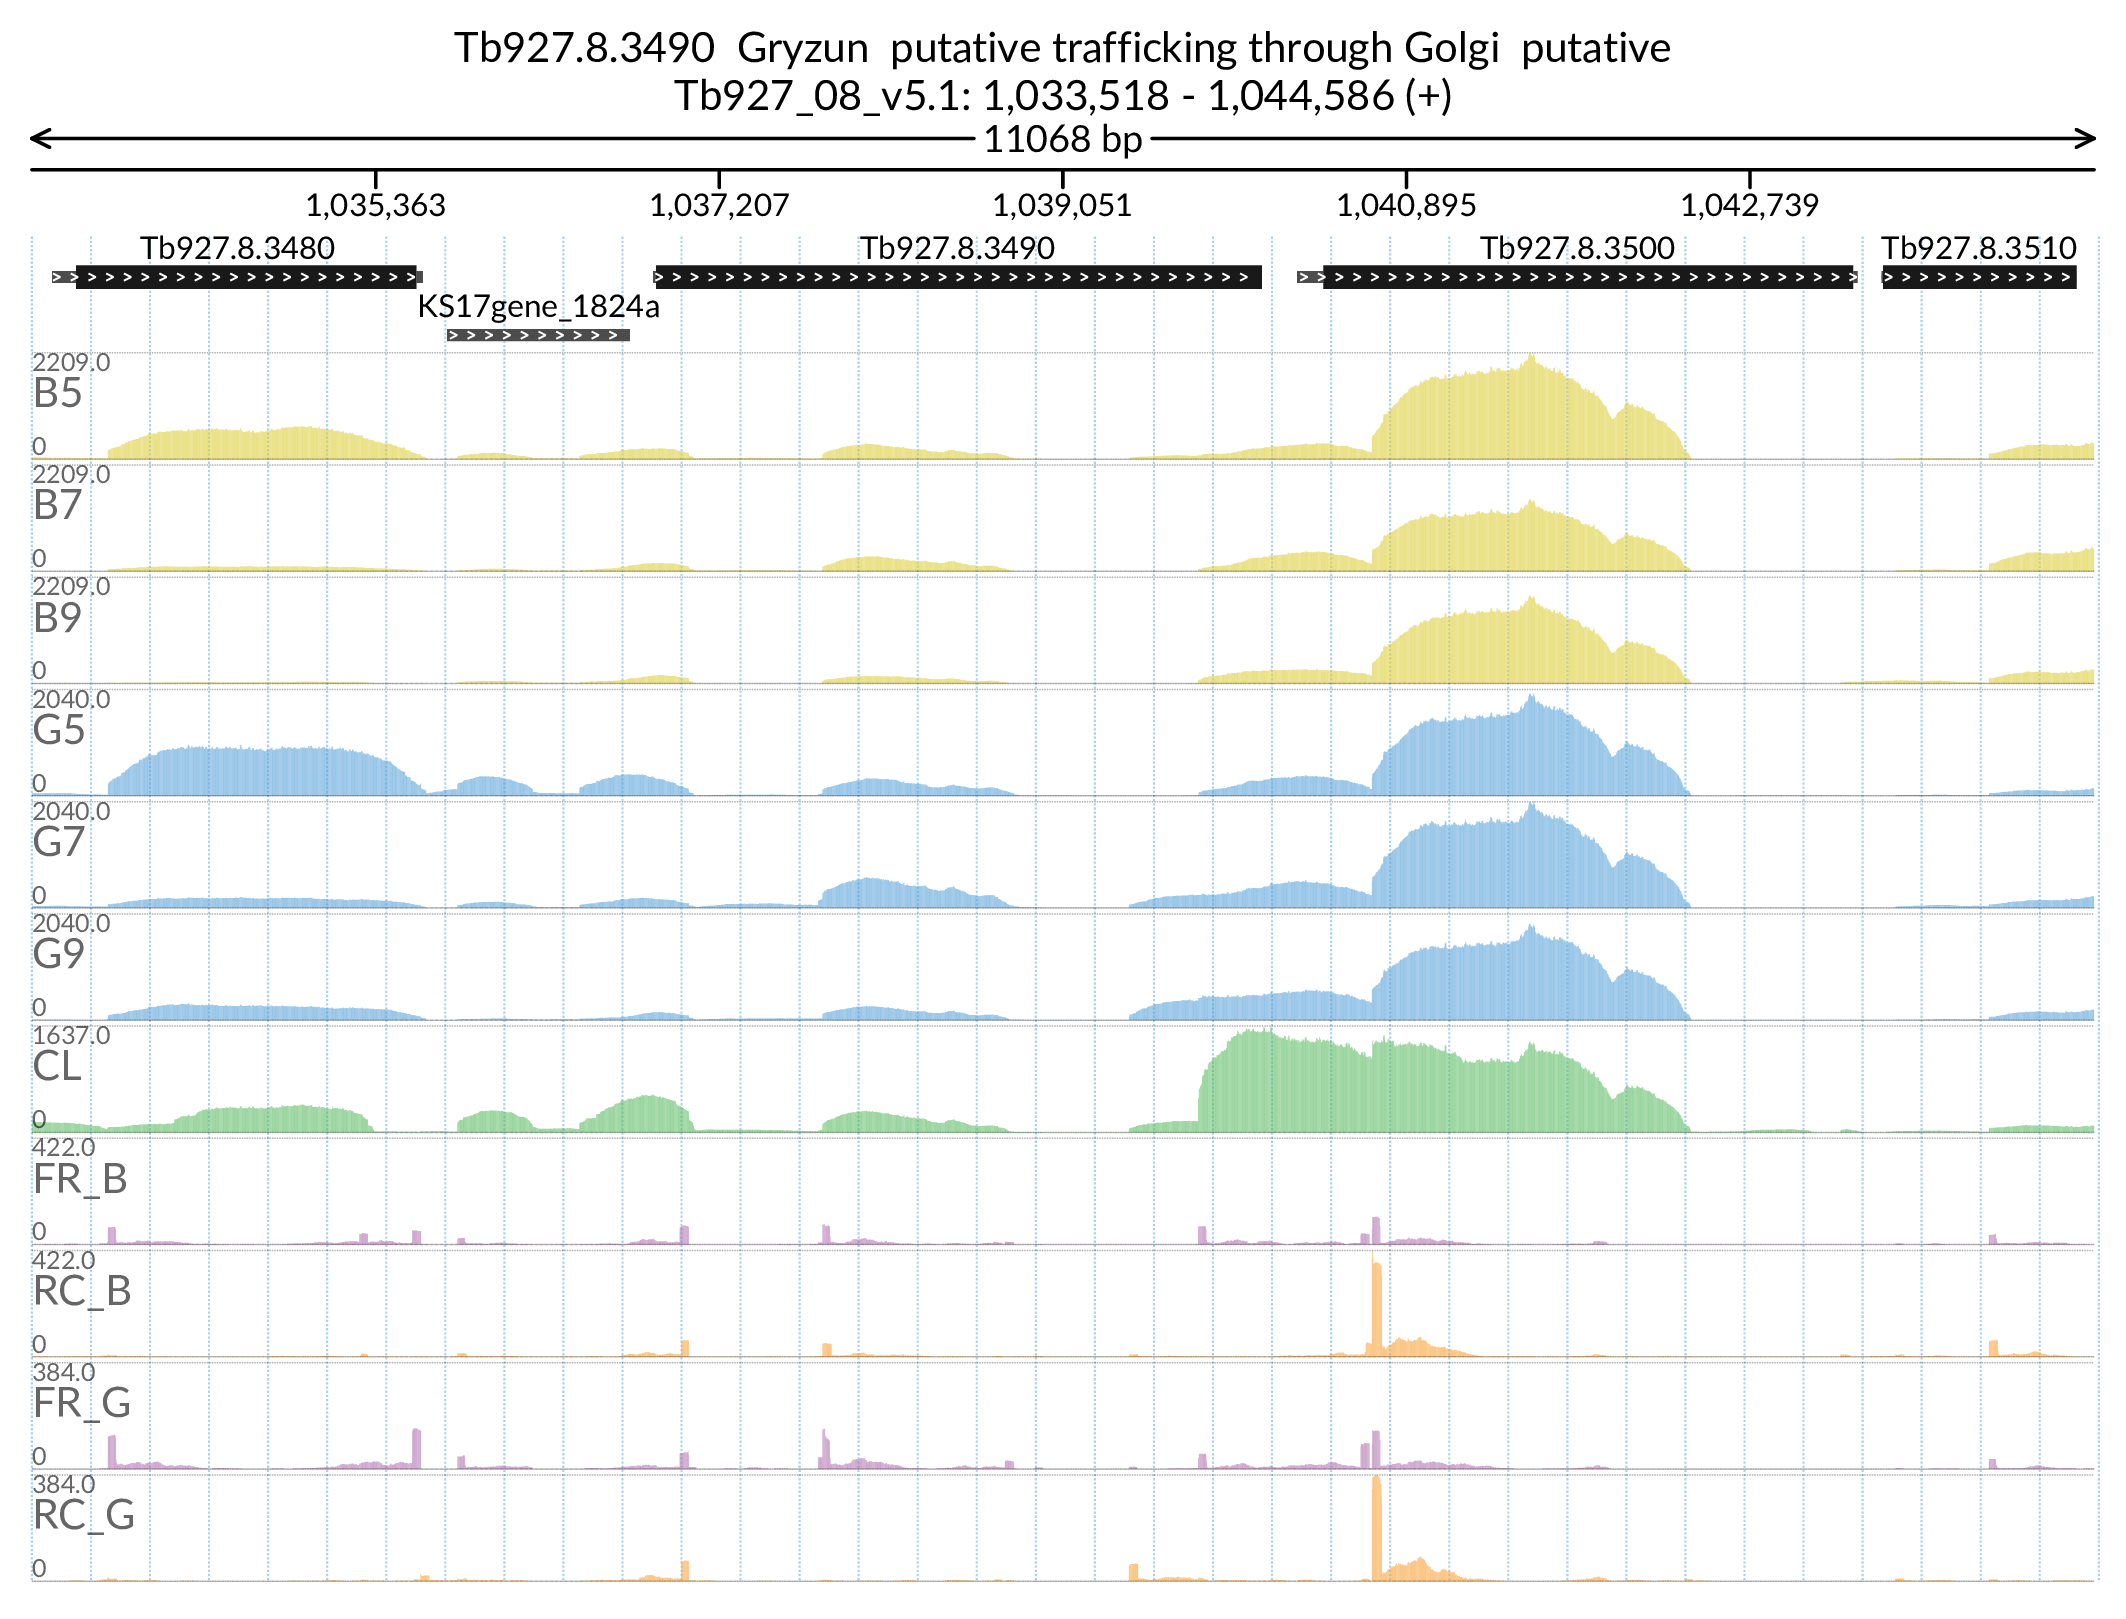 Tb927.8.3490  Gryzun  putative trafficking through Golgi  putative
Tb927_08_v5.1: 1,033,518 - 1,044,586 (+)
11068 bp
1,035,363 1,037,207 1,039,051 1,040,895 1,042,739
Tb927.8.3480 Tb927.8.3490 Tb927.8.3500 Tb927.8.3510
KS17gene_1824a
2209.0
B5
0
2209.0
B7
0
2209.0
B9
0
2040.0
G5
0
2040.0
G7
0
2040.0
G9
0
1637.0
CL
0
422.0
FR_B
0
422.0
RC_B
0
384.0
FR_G
0
384.0
RC_G
0